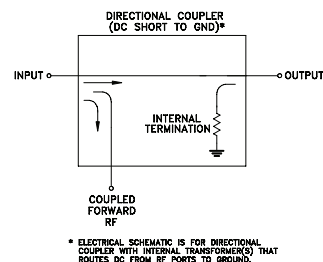 DIRECTIONAL COUPLER
(DC SHORT TO GND)*
INPUT
OUTPUT
INTERNAL
TERMINATION
COUPLED
FORWARD
RF
* ELECTRICAL SCHEMATIC IS FOR DIRECTIONAL
COUPLER WITH INTERNAL TRANSFORMER(S) THAT
ROUTES DC FROM RF PORTS TO GROUND.